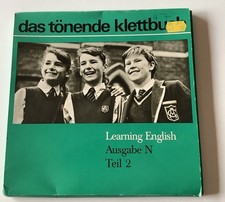 das tönende klettbuch
Learning English
Ausgabe N
Teil 2